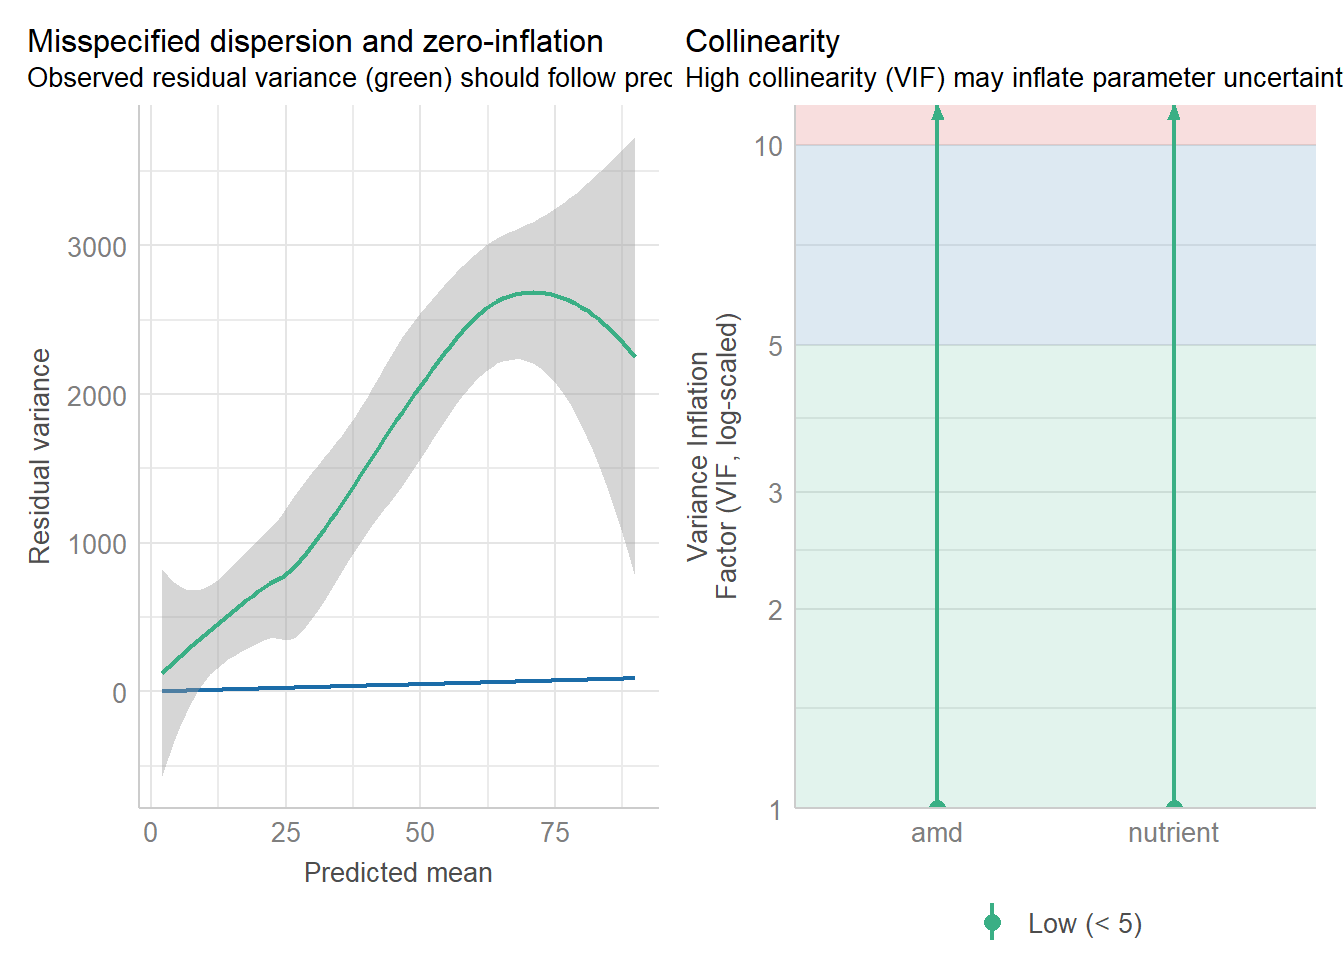 Misspecified dispersion and zero-inflation
Observed residual variance (green) should follow prec
3000
2000
1000
0
Residual variance
0 25 50 75
Predicted mean
Collinearity
High collinearity (VIF) may inflate parameter uncertaint
10
5
3
2
1
Variance Inflation
Factor (VIF, log-scaled)
amd nutrient
Low (< 5)